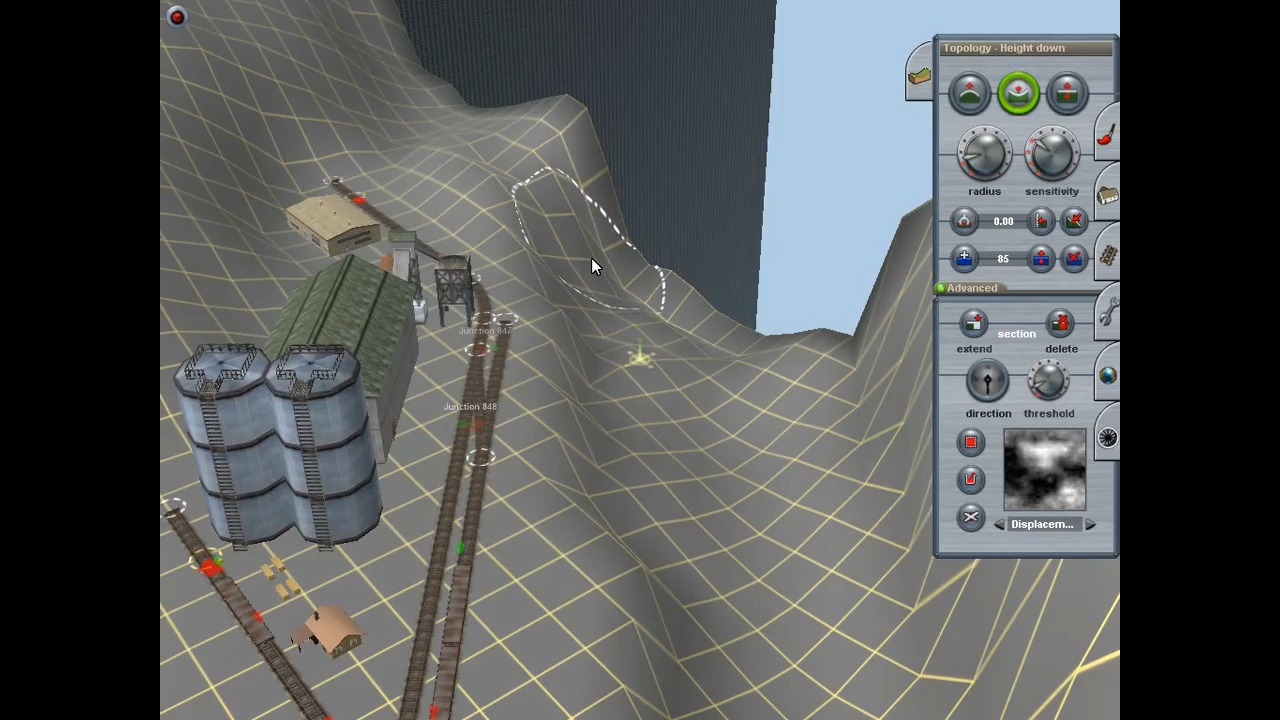 Topology - Height down
radius sensitivity
0.00
85
Advanced
section
extend delete
direction threshold
Displacem...
Junction 847
Junction 848